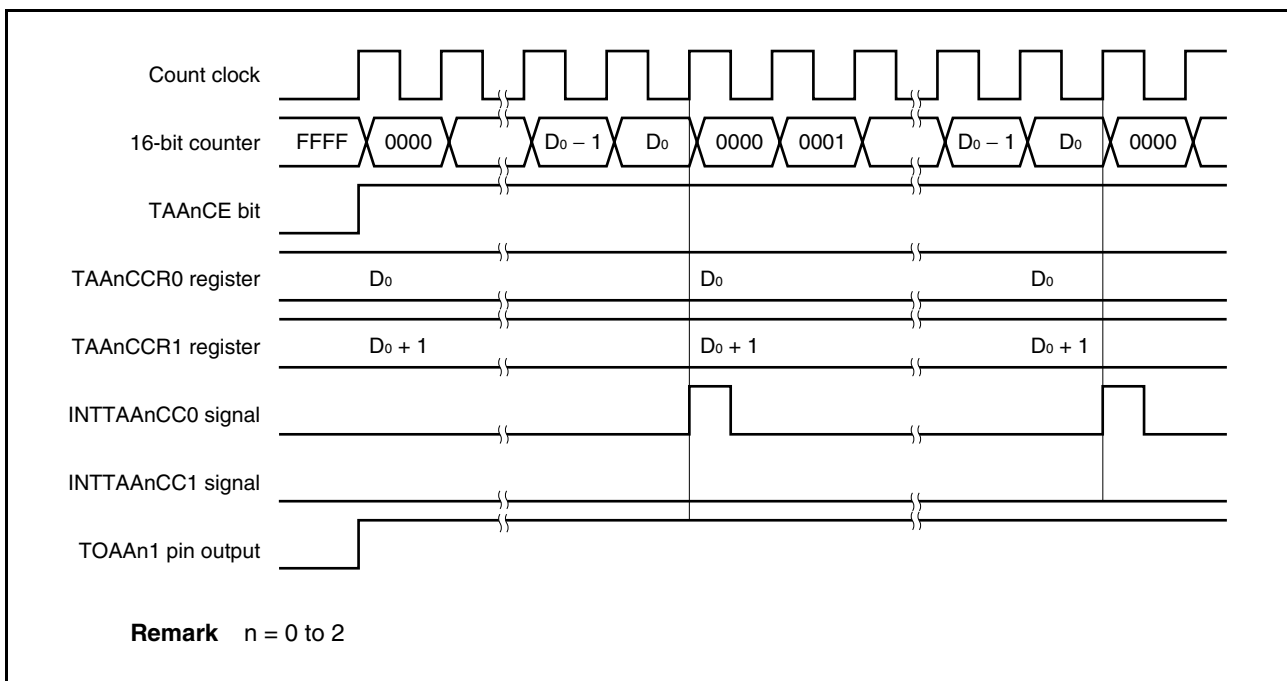 Count clock
16-bit counter FFFF 0000 D₀ − 1 D₀ 0000 0001 D₀ − 1 D₀ 0000
TAAnCE bit
TAAnCCR0 register D₀ D₀ D₀
TAAnCCR1 register D₀ + 1 D₀ + 1 D₀ + 1
INTTAAnCC0 signal
INTTAAnCC1 signal
TOAAn1 pin output
Remark n = 0 to 2